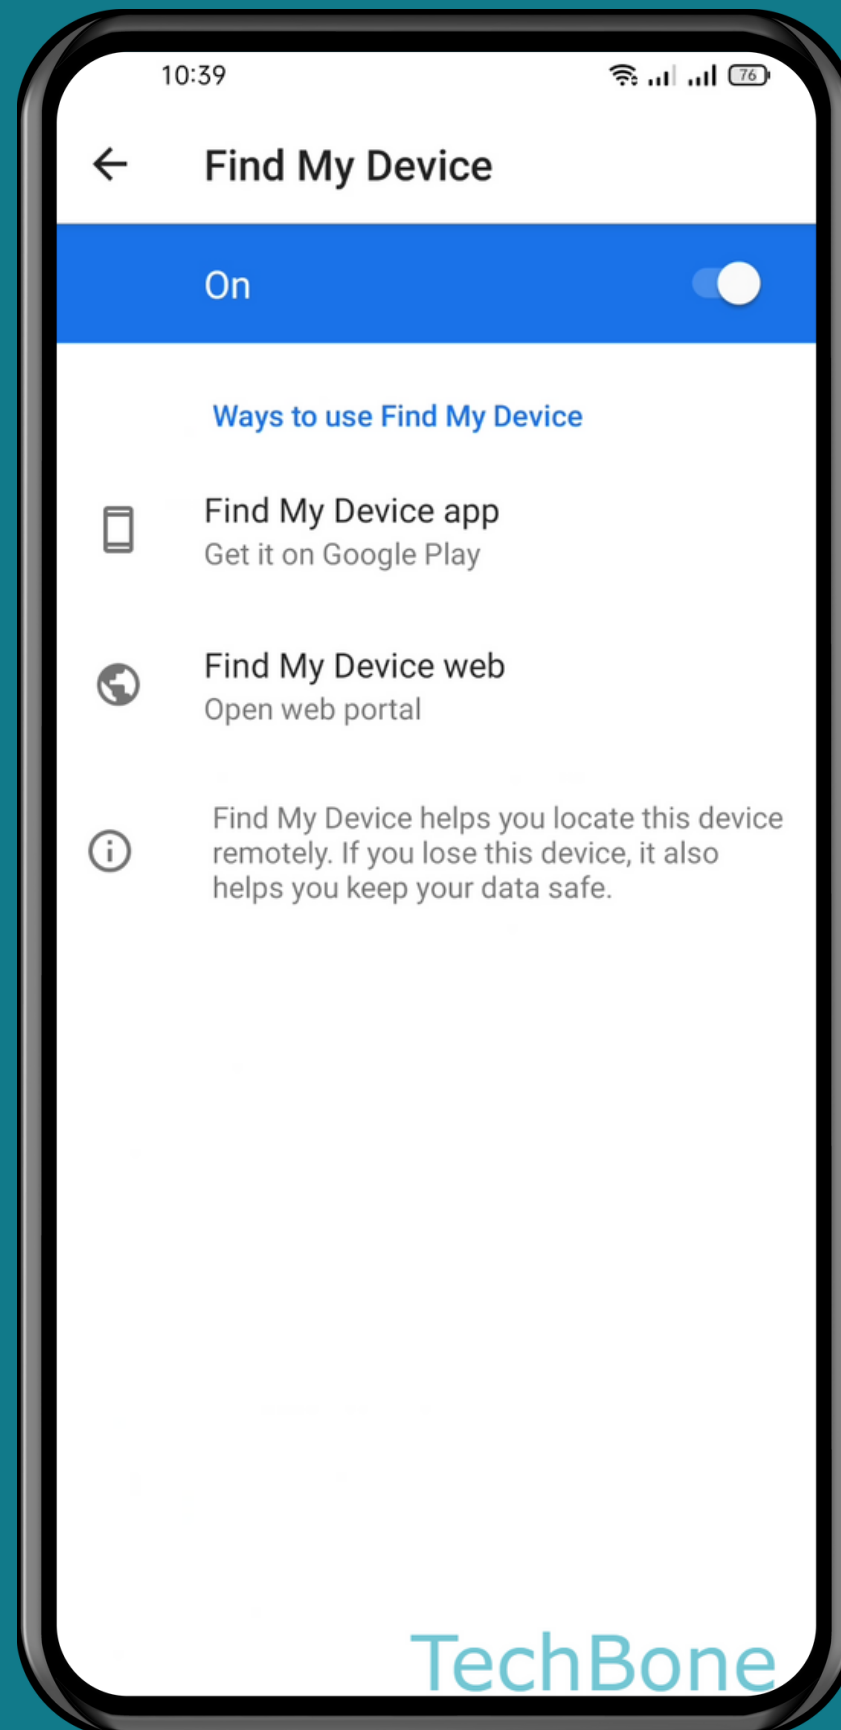 10:39
76
Find My Device
On
Ways to use Find My Device
Find My Device app
Get it on Google Play
Find My Device web
Open web portal
Find My Device helps you locate this device
remotely. If you lose this device, it also
helps you keep your data safe.
TechBone